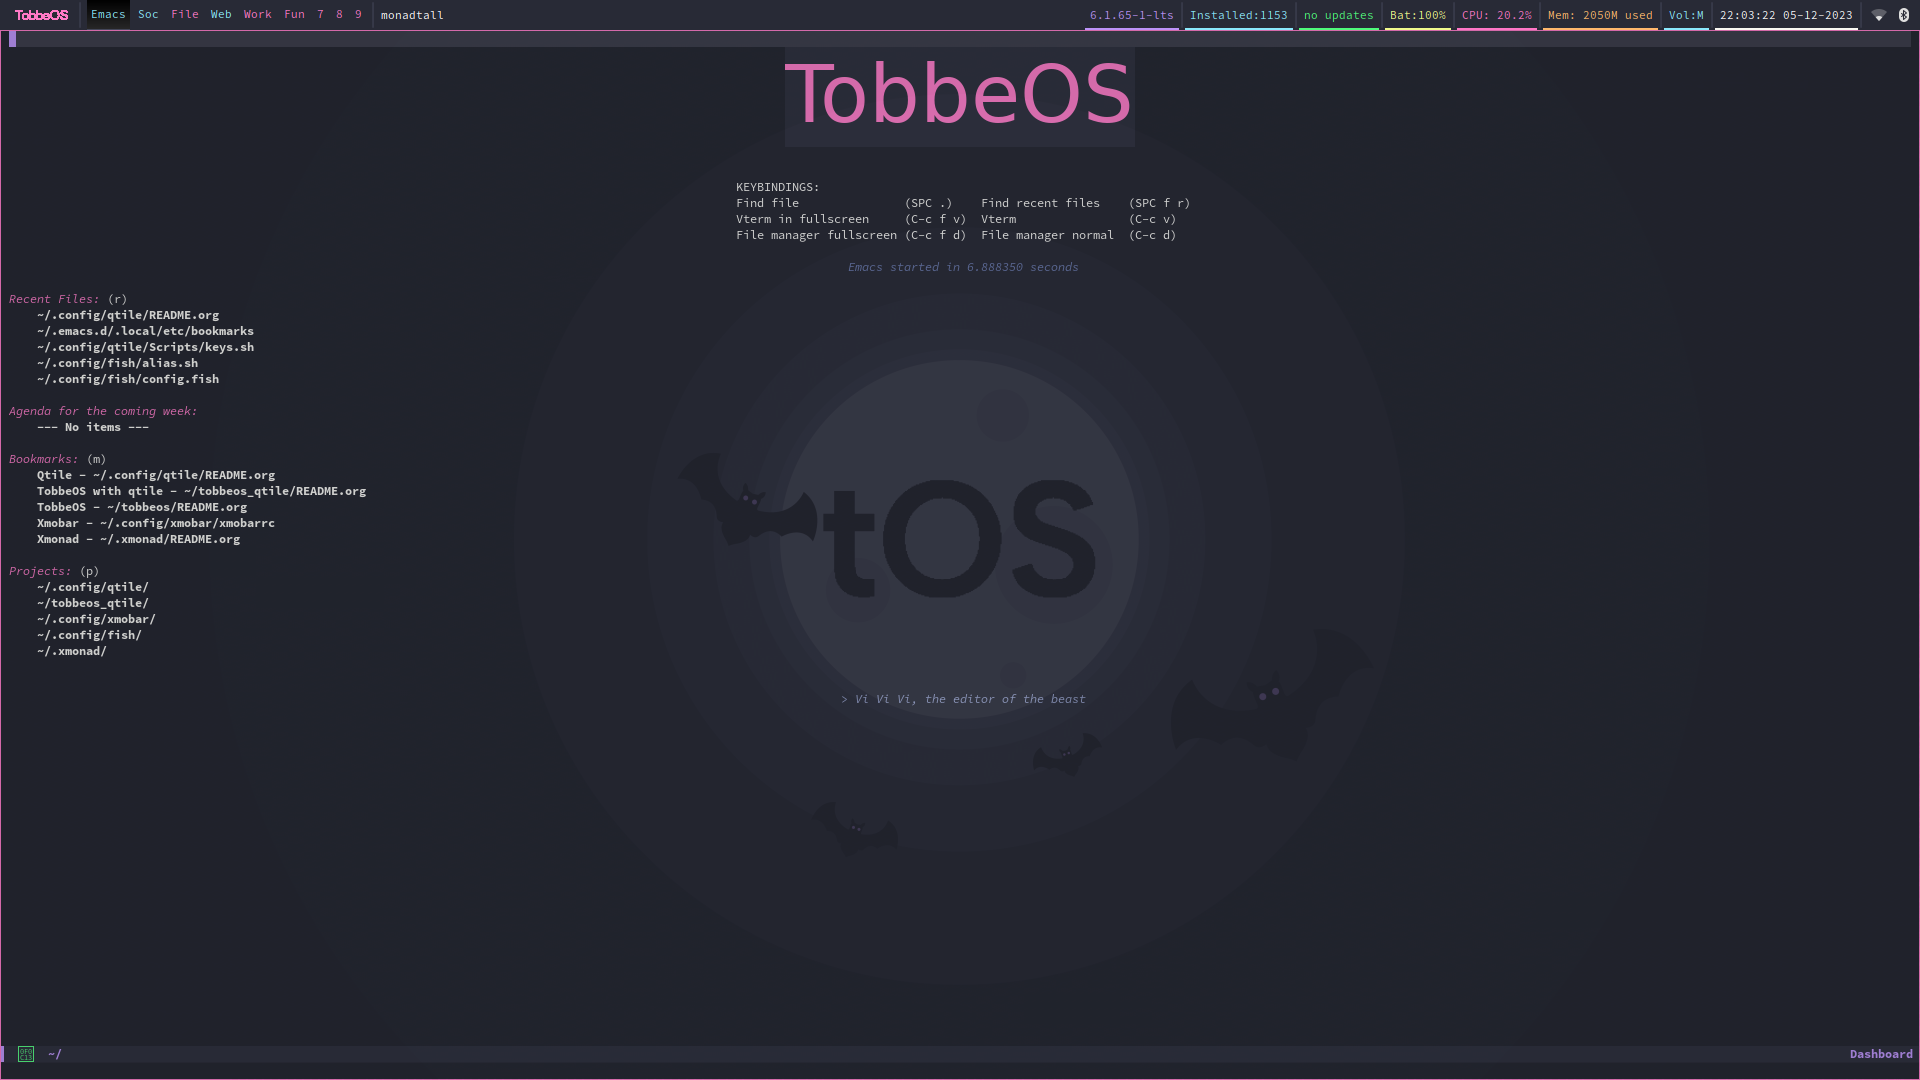 TobbeOS Emacs Soc File Web Work Fun 7 8 9 monadtall 6.1.65-1-lts Installed:1153 no updates Bat:100% CPU: 20.2% Mem: 2050M used Vol:M 22:03:22 05-12-2023
TobbeOS
KEYBINDINGS:
Find file (SPC .) Find recent files (SPC f r)
Vterm in fullscreen (C-c f v) Vterm (C-c v)
File manager fullscreen (C-c f d) File manager normal (C-c d)
Emacs started in 6.888350 seconds
Recent Files: (r)
~/.config/qtile/README.org
~/.emacs.d/.local/etc/bookmarks
~/.config/qtile/Scripts/keys.sh
~/.config/fish/alias.sh
~/.config/fish/config.fish
Agenda for the coming week:
--- No items ---
Bookmarks: (m)
Qtile - ~/.config/qtile/README.org
TobbeOS with qtile - ~/tobbeos_qtile/README.org
TobbeOS - ~/tobbeos/README.org
Xmobar - ~/.config/xmobar/xmobarrc
Xmonad - ~/.xmonad/README.org
tOS
Projects: (p)
~/.config/qtile/
~/tobbeos_qtile/
~/.config/xmobar/
~/.config/fish/
~/.xmonad/
> Vi Vi Vi, the editor of the beast
~/ Dashboard